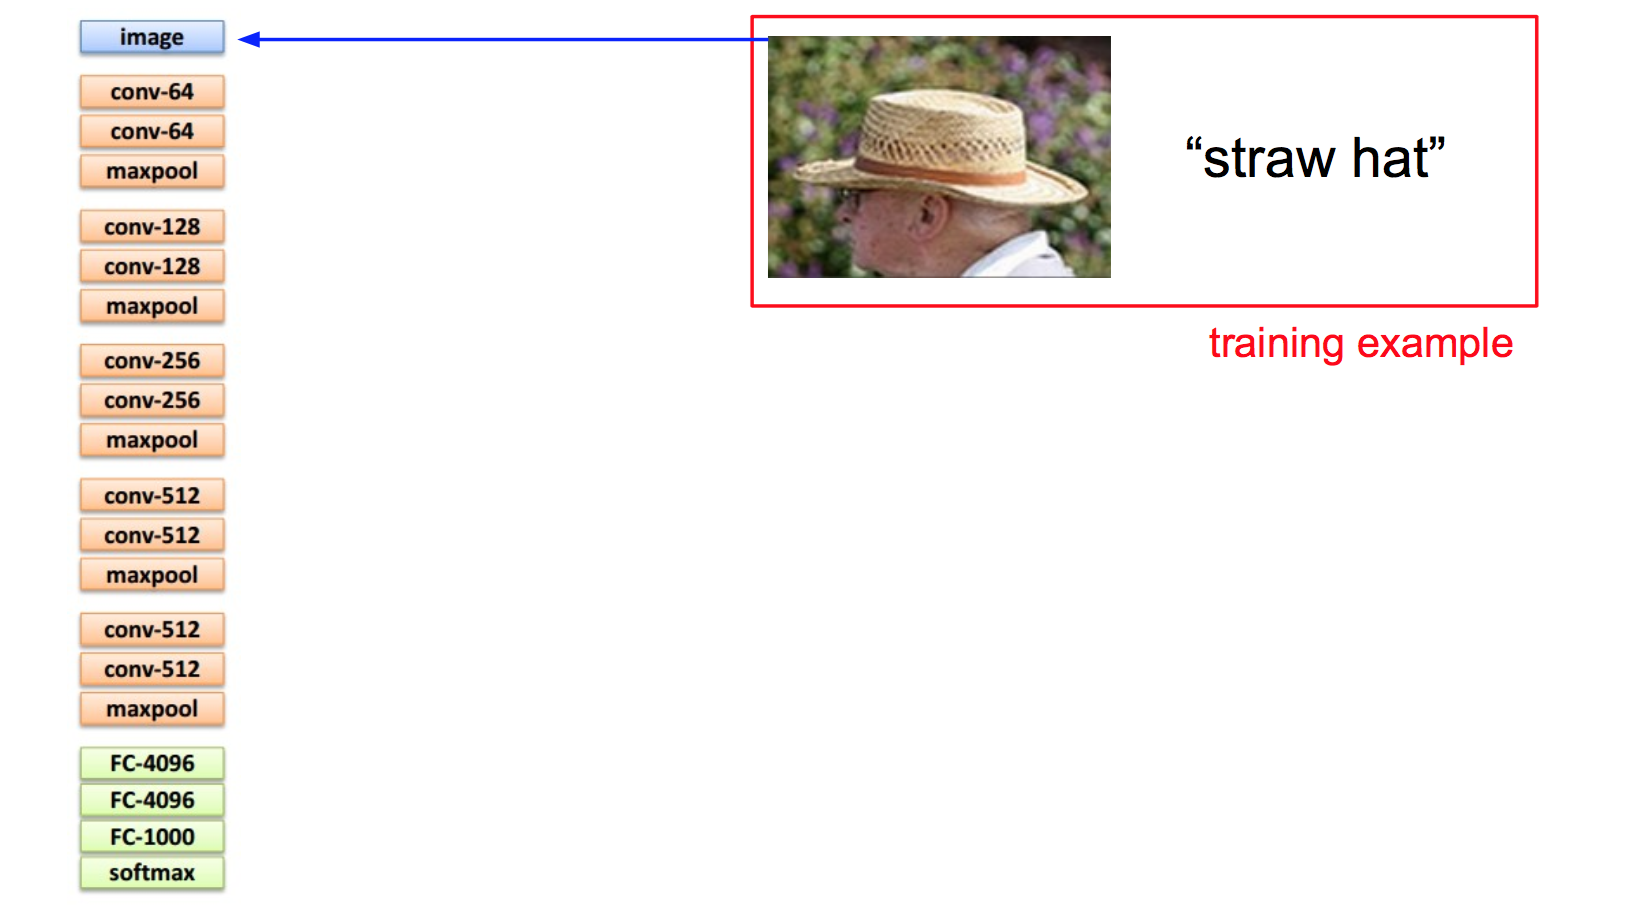 image
conv-64
conv-64
maxpool
conv-128
conv-128
maxpool
conv-256
conv-256
maxpool
conv-512
conv-512
maxpool
conv-512
conv-512
maxpool
FC-4096
FC-4096
FC-1000
softmax
“straw hat”
training example